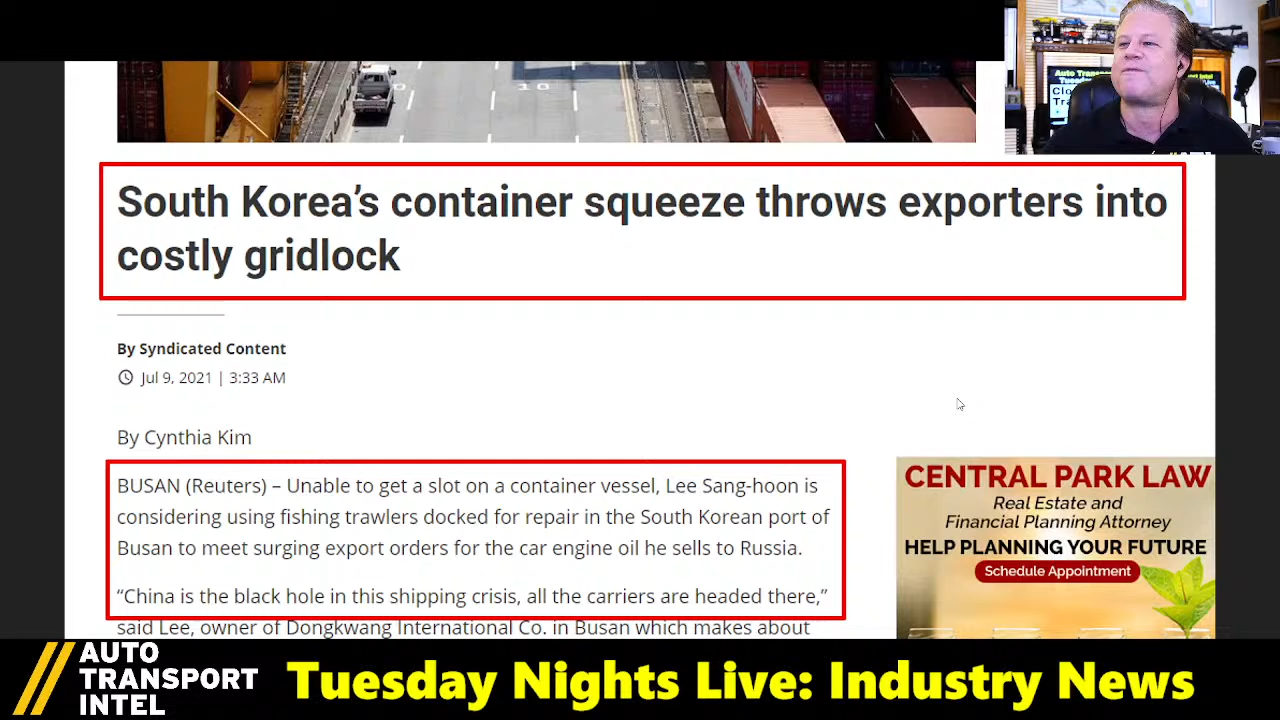 South Korea’s container squeeze throws exporters into
costly gridlock
By Syndicated Content
Jul 9, 2021 | 3:33 AM
By Cynthia Kim
BUSAN (Reuters) – Unable to get a slot on a container vessel, Lee Sang-hoon is
considering using fishing trawlers docked for repair in the South Korean port of
Busan to meet surging export orders for the car engine oil he sells to Russia.
“China is the black hole in this shipping crisis, all the carriers are headed there,”
said Lee, owner of Dongkwang International Co. in Busan which makes about
CENTRAL PARK LAW
Real Estate and
Financial Planning Attorney
HELP PLANNING YOUR FUTURE
Schedule Appointment
AUTO
TRANSPORT
INTEL
Tuesday Nights Live: Industry News